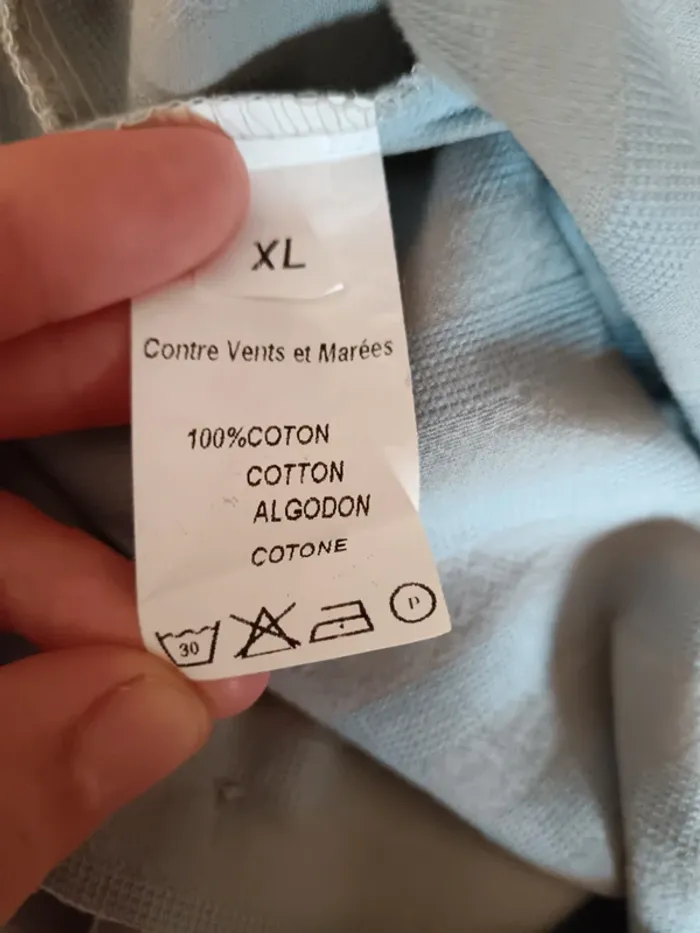 XL
Contre Vents et Marées
100%COTON
COTTON
ALGODON
COTONE
30 P